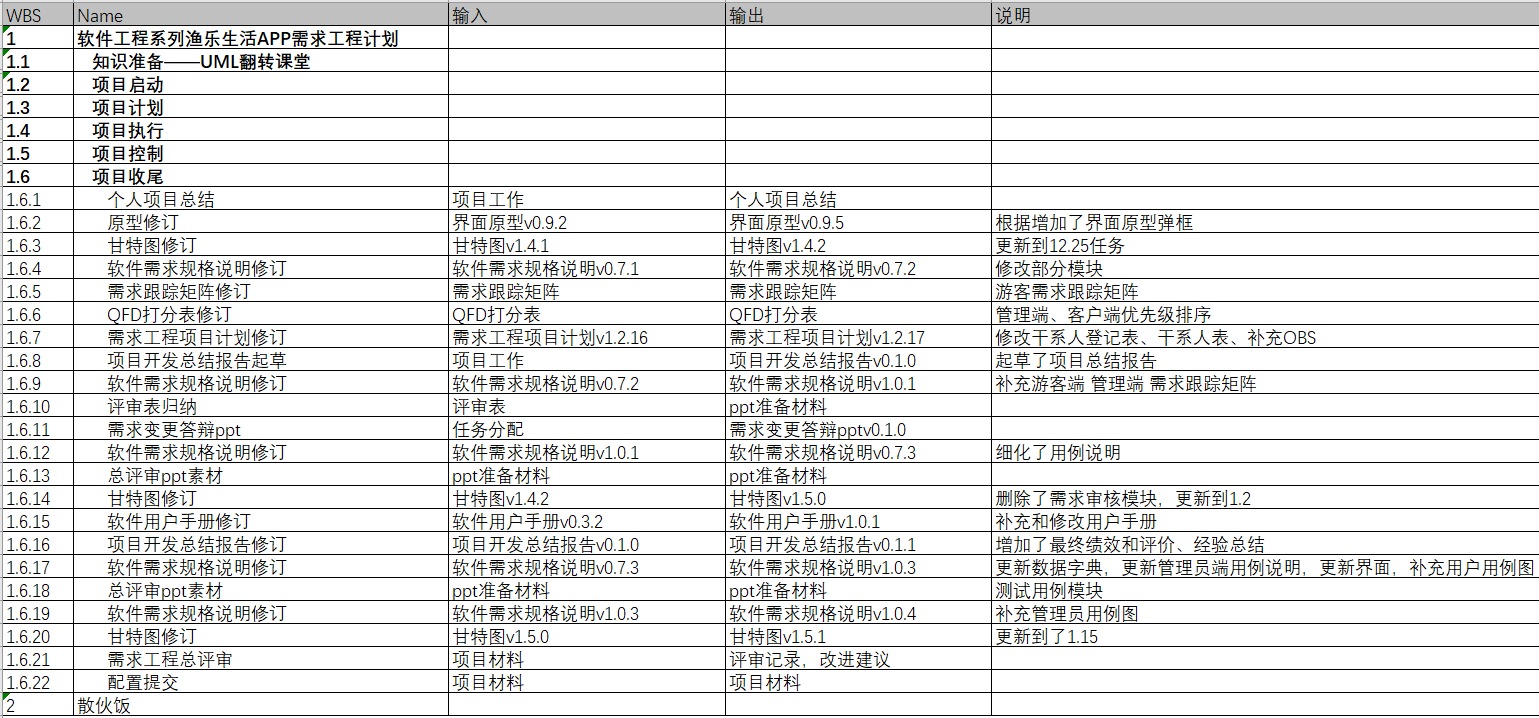 WBS Name 输入 输出 说明
1 软件工程系列渔乐生活APP需求工程计划
1.1 知识准备——UML翻转课堂
1.2 项目启动
1.3 项目计划
1.4 项目执行
1.5 项目控制
1.6 项目收尾
1.6.1 个人项目总结 项目工作 个人项目总结
1.6.2 原型修订 界面原型v0.9.2 界面原型v0.9.5 根据增加了界面原型弹框
1.6.3 甘特图修订 甘特图v1.4.1 甘特图v1.4.2 更新到12.25任务
1.6.4 软件需求规格说明修订 软件需求规格说明v0.7.1 软件需求规格说明v0.7.2 修改部分模块
1.6.5 需求跟踪矩阵修订 需求跟踪矩阵 需求跟踪矩阵 游客需求跟踪矩阵
1.6.6 QFD打分表修订 QFD打分表 QFD打分表 管理端、客户端优先级排序
1.6.7 需求工程项目计划修订 需求工程项目计划v1.2.16 需求工程项目计划v1.2.17 修改干系人登记表、干系人表、补充OBS
1.6.8 项目开发总结报告起草 项目工作 项目开发总结报告v0.1.0 起草了项目总结报告
1.6.9 软件需求规格说明修订 软件需求规格说明v0.7.2 软件需求规格说明v1.0.1 补充游客端 管理端 需求跟踪矩阵
1.6.10 评审表归纳 评审表 ppt准备材料
1.6.11 需求变更答辩ppt 任务分配 需求变更答辩pptv0.1.0
1.6.12 软件需求规格说明修订 软件需求规格说明v1.0.1 软件需求规格说明v0.7.3 细化了用例说明
1.6.13 总评审ppt素材 ppt准备材料 ppt准备材料
1.6.14 甘特图修订 甘特图v1.4.2 甘特图v1.5.0 删除了需求审核模块，更新到1.2
1.6.15 软件用户手册修订 软件用户手册v0.3.2 软件用户手册v1.0.1 补充和修改用户手册
1.6.16 项目开发总结报告修订 项目开发总结报告v0.1.0 项目开发总结报告v0.1.1 增加了最终绩效和评价、经验总结
1.6.17 软件需求规格说明修订 软件需求规格说明v0.7.3 软件需求规格说明v1.0.3 更新数据字典，更新管理员端用例说明，更新界面，补充用户用例图
1.6.18 总评审ppt素材 ppt准备材料 ppt准备材料 测试用例模块
1.6.19 软件需求规格说明修订 软件需求规格说明v1.0.3 软件需求规格说明v1.0.4 补充管理员用例图
1.6.20 甘特图修订 甘特图v1.5.0 甘特图v1.5.1 更新到了1.15
1.6.21 需求工程总评审 项目材料 评审记录，改进建议
1.6.22 配置提交 项目材料 项目材料
2 散伙饭